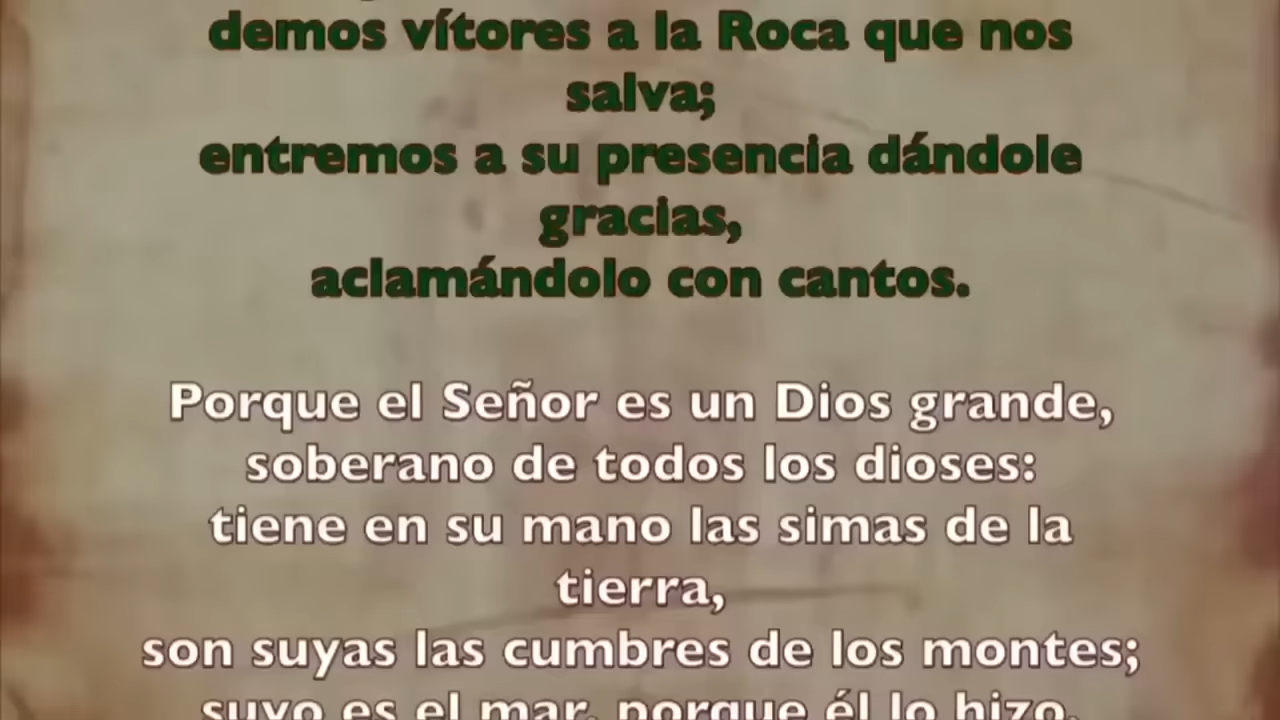 demos vítores a la Roca que nos
salva;
entremos a su presencia dándole
gracias,
aclamándolo con cantos.
Porque el Señor es un Dios grande,
soberano de todos los dioses:
tiene en su mano las simas de la
tierra,
son suyas las cumbres de los montes;
suyo es el mar, porque él lo hizo,